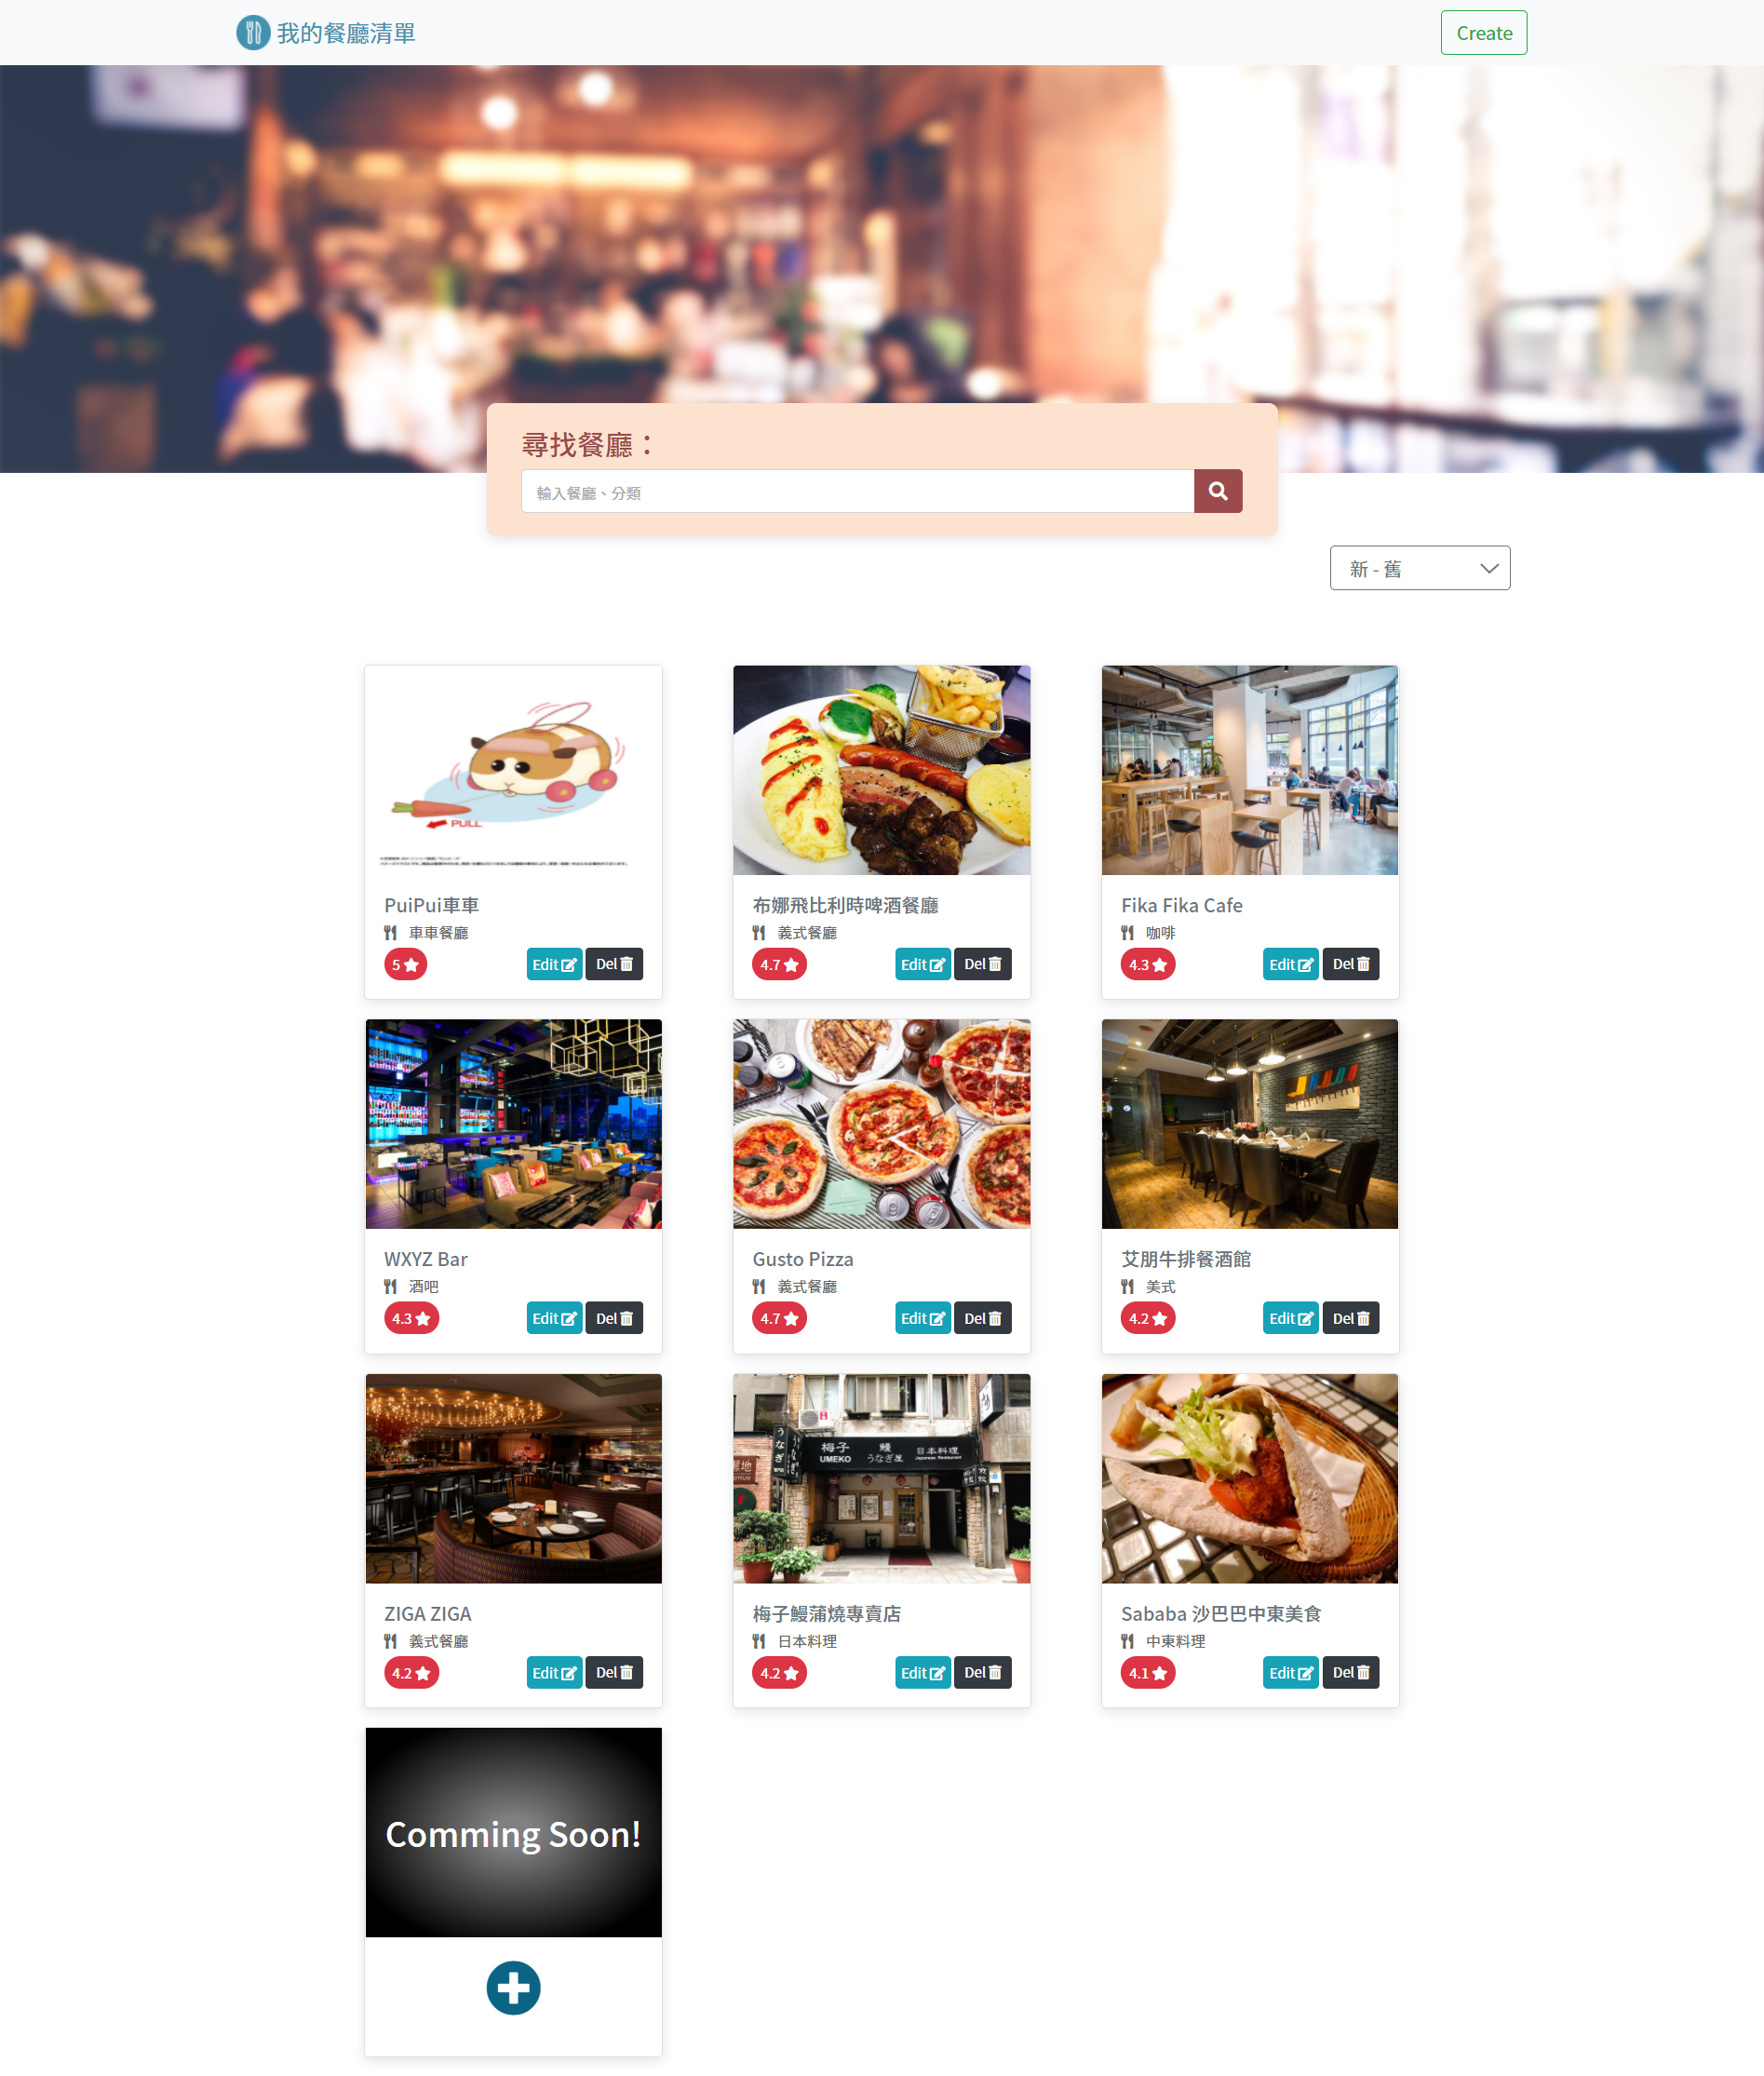 我的餐廳清單
Create
尋找餐廳：
輸入餐廳、分類
新 - 舊
PULL
PuiPui車車
車車餐廳
5
Edit
Del
布娜飛比利時啤酒餐廳
義式餐廳
4.7
Edit
Del
Fika Fika Cafe
咖啡
4.3
Edit
Del
WXYZ Bar
酒吧
4.3
Edit
Del
Gusto Pizza
義式餐廳
4.7
Edit
Del
艾朋牛排餐酒館
美式
4.2
Edit
Del
ZIGA ZIGA
義式餐廳
4.2
Edit
Del
うなぎ
梅子 鰻 日本料理
UMEKO うなぎ屋 Japanese Restaurant
梅子鰻蒲燒專賣店
日本料理
4.2
Edit
Del
Sababa 沙巴巴中東美食
中東料理
4.1
Edit
Del
Comming Soon!